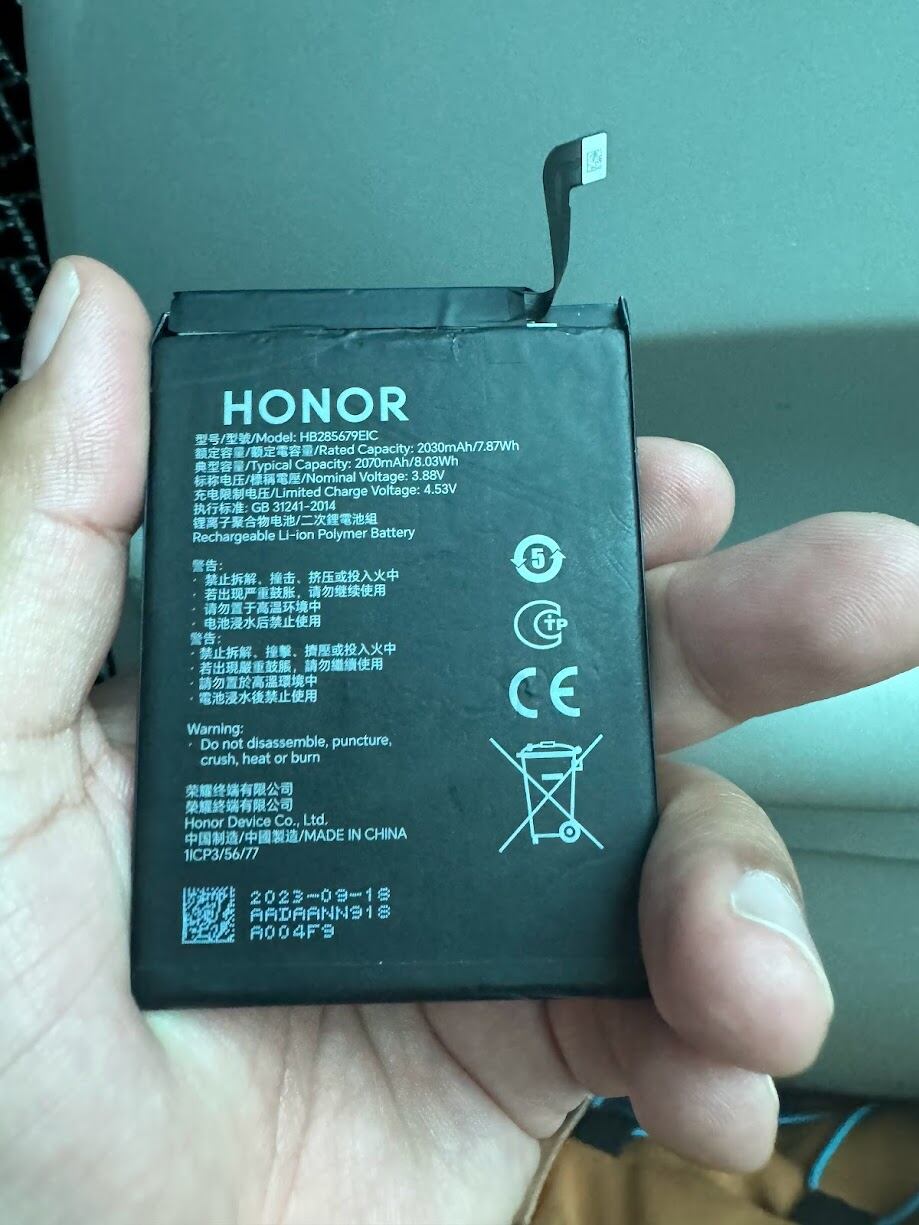 HONOR
型号/型號/Model: HB285679EIC
额定容量/額定電容量/Rated Capacity: 2030mAh/7.87Wh
典型容量/Typical Capacity: 2070mAh/8.03Wh
标称电压/標稱電壓/Nominal Voltage: 3.88V
充电限制电压/Limited Charge Voltage: 4.53V
执行标准: GB 31241-2014
锂离子聚合物电池/二次鋰電池組
Rechargeable Li-ion Polymer Battery
警告:
· 禁止拆解、撞击、挤压或投入火中
· 若出现严重鼓胀, 请勿继续使用
· 请勿置于高温环境中
· 电池浸水后禁止使用
警告:
· 禁止拆解、撞擊、擠壓或投入火中
· 若出現嚴重鼓脹, 請勿繼續使用
· 請勿置於高溫環境中
· 電池浸水後禁止使用
Warning:
· Do not disassemble, puncture,
crush, heat or burn
荣耀终端有限公司
榮耀終端有限公司
Honor Device Co., Ltd.
中国制造/中國製造/MADE IN CHINA
1ICP3/56/77
2023-09-18
AADAANN918
A004F9
5
CTP
CE